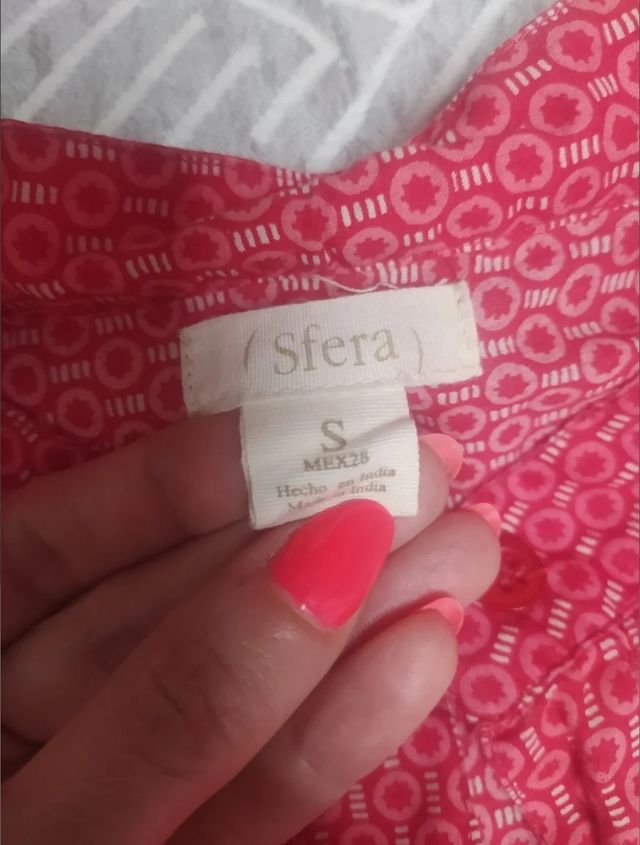 ( Sfera )
S
MEX28
Hecho en India
Made in India